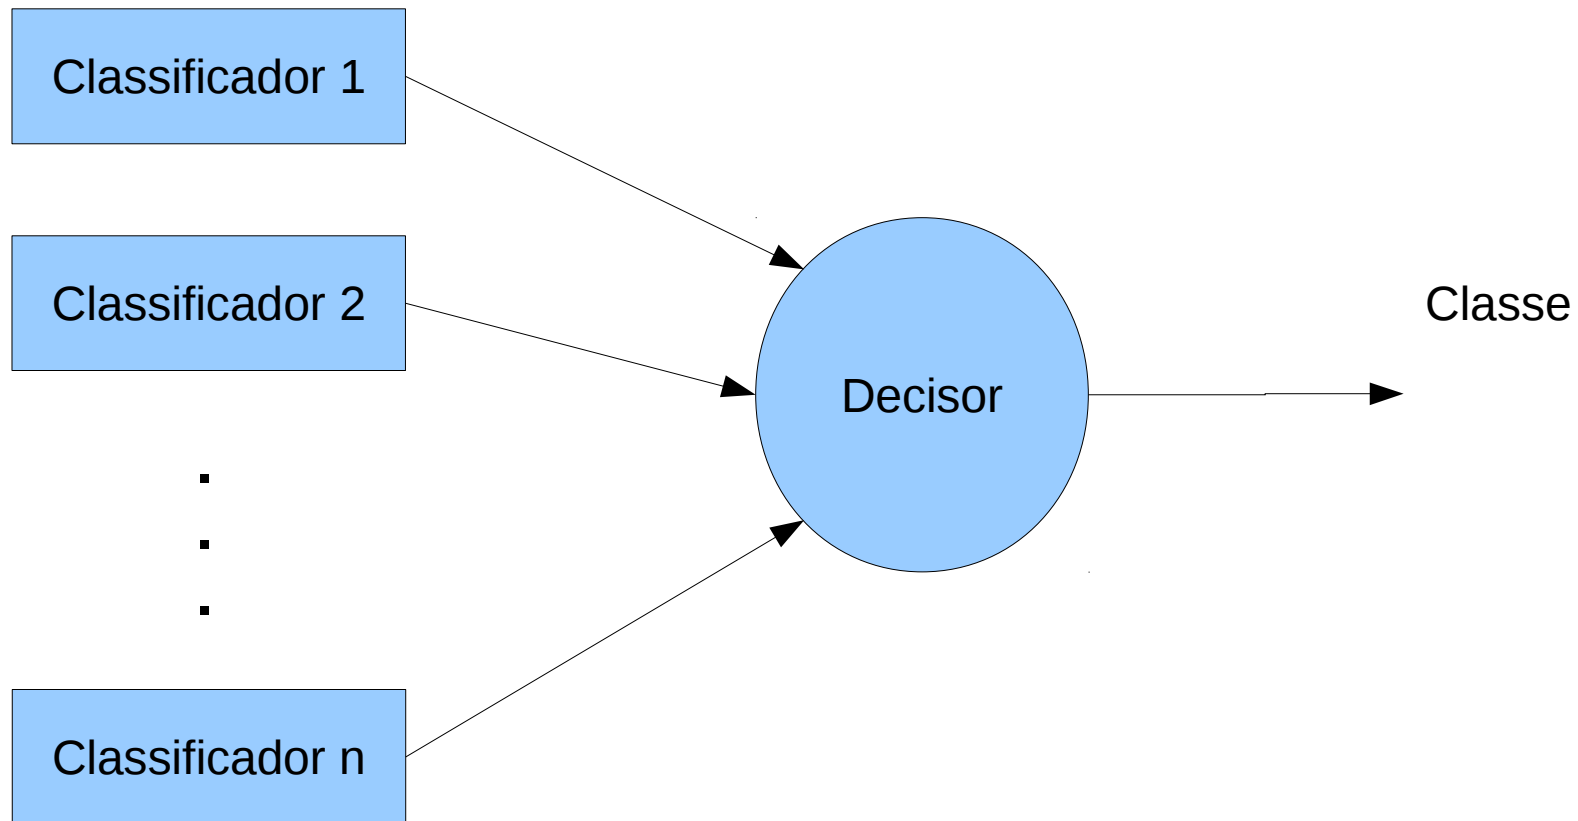 Classificador 1
Classificador 2
Classe
Decisor
Classificador n